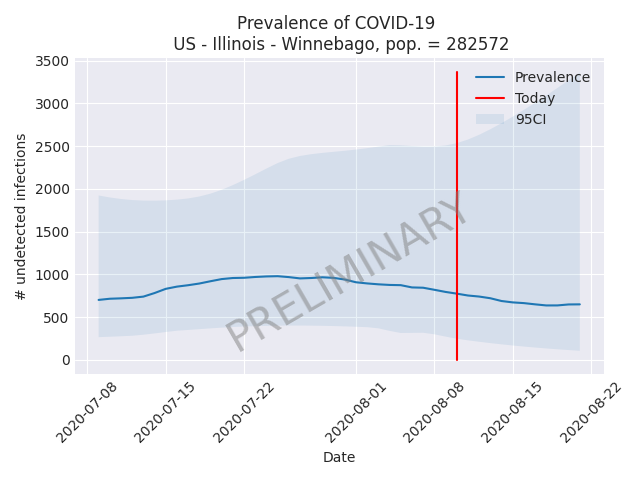 Prevalence of COVID-19
US - Illinois - Winnebago, pop. = 282572
3500
3000
2500
2000
1500
1000
500
0
# undetected infections
Prevalence
Today
95CI
PRELIMINARY
2020-07-08
2020-07-15
2020-07-22
2020-08-01
2020-08-08
2020-08-15
2020-08-22
Date